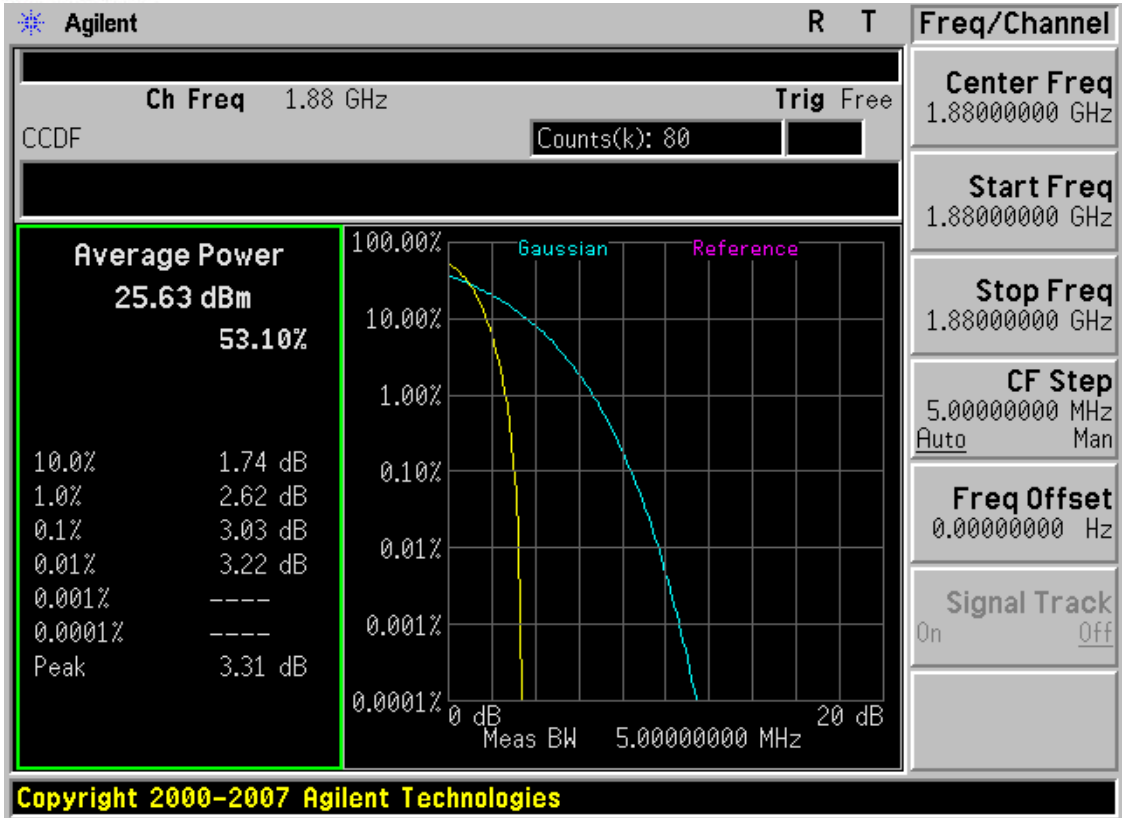 Agilent R T
Ch Freq 1.88 GHz Trig Free
CCDF Counts(k): 80
Average Power
25.63 dBm
53.10%
10.0% 1.74 dB
1.0% 2.62 dB
0.1% 3.03 dB
0.01% 3.22 dB
0.001% ----
0.0001% ----
Peak 3.31 dB
Gaussian Reference
100.00%
10.00%
1.00%
0.10%
0.01%
0.001%
0.0001%
0 dB 20 dB
Meas BW 5.00000000 MHz
Freq/Channel
Center Freq
1.88000000 GHz
Start Freq
1.88000000 GHz
Stop Freq
1.88000000 GHz
CF Step
5.00000000 MHz
Auto Man
Freq Offset
0.00000000 Hz
Signal Track
On Off
Copyright 2000-2007 Agilent Technologies